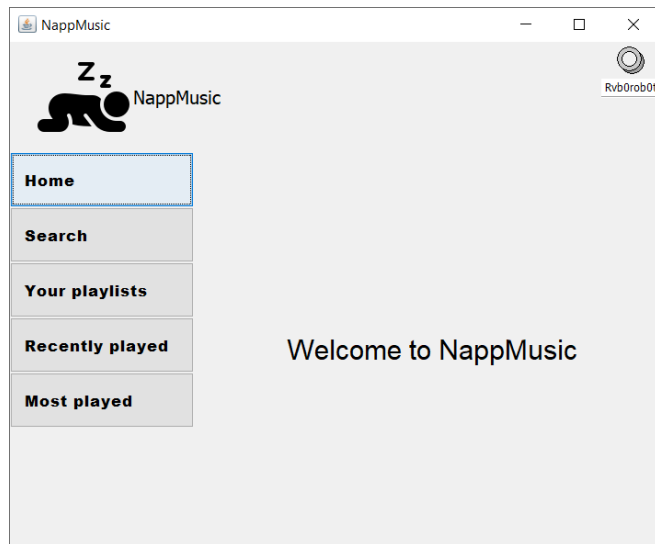 NappMusic
Z z
NappMusic
Rvb0rob0t
Home
Search
Your playlists
Recently played
Most played
Welcome to NappMusic